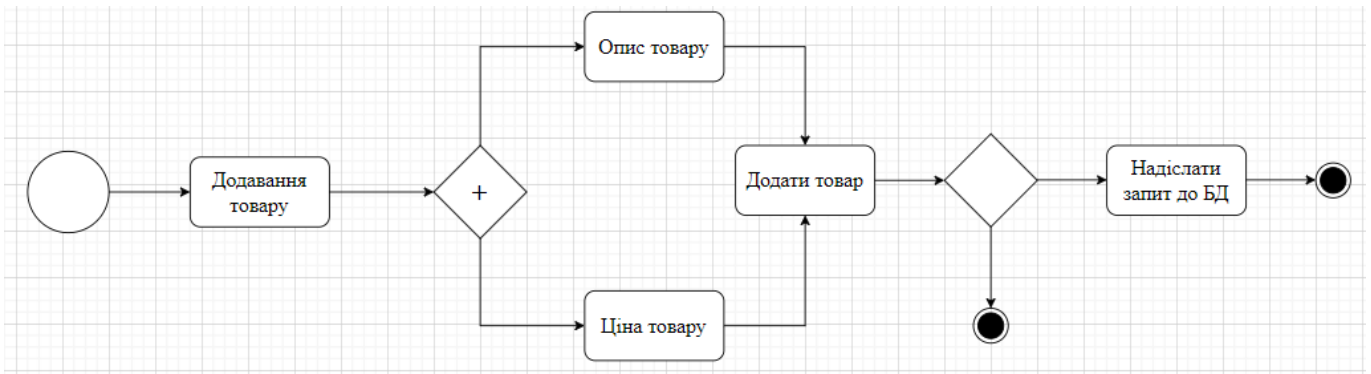 Опис товару
Додавання
товару
+
Додати товар
Надіслати
запит до БД
Ціна товару